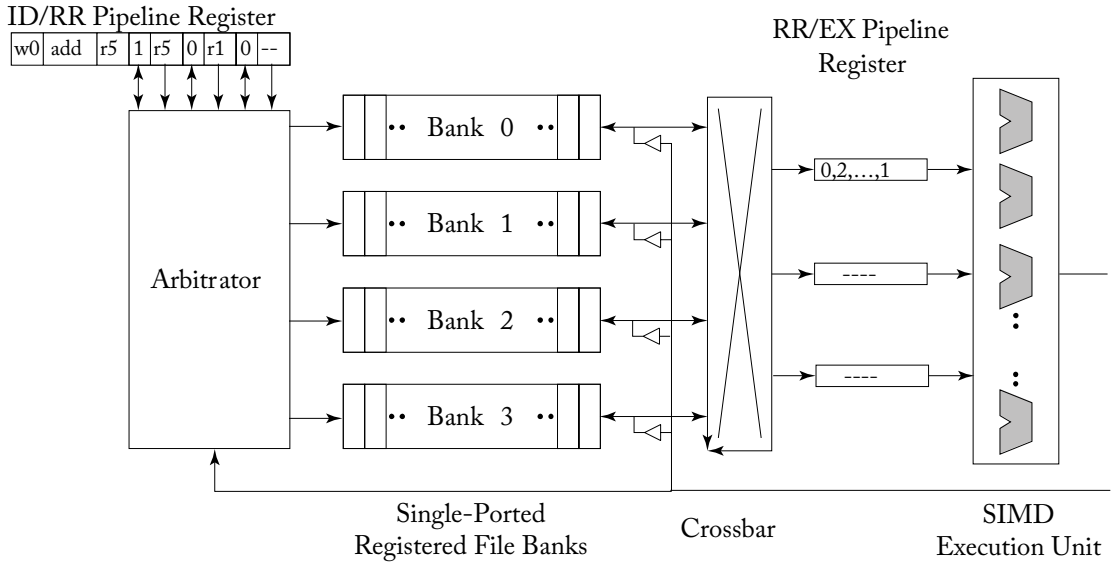 ID/RR Pipeline Register
w0 add r5 1 r5 0 r1 0 --
RR/EX Pipeline
Register
Bank 0
0,2,...,1
Bank 1
Arbitrator
----
Bank 2
----
Bank 3
Single-Ported
Registered File Banks
Crossbar
SIMD
Execution Unit